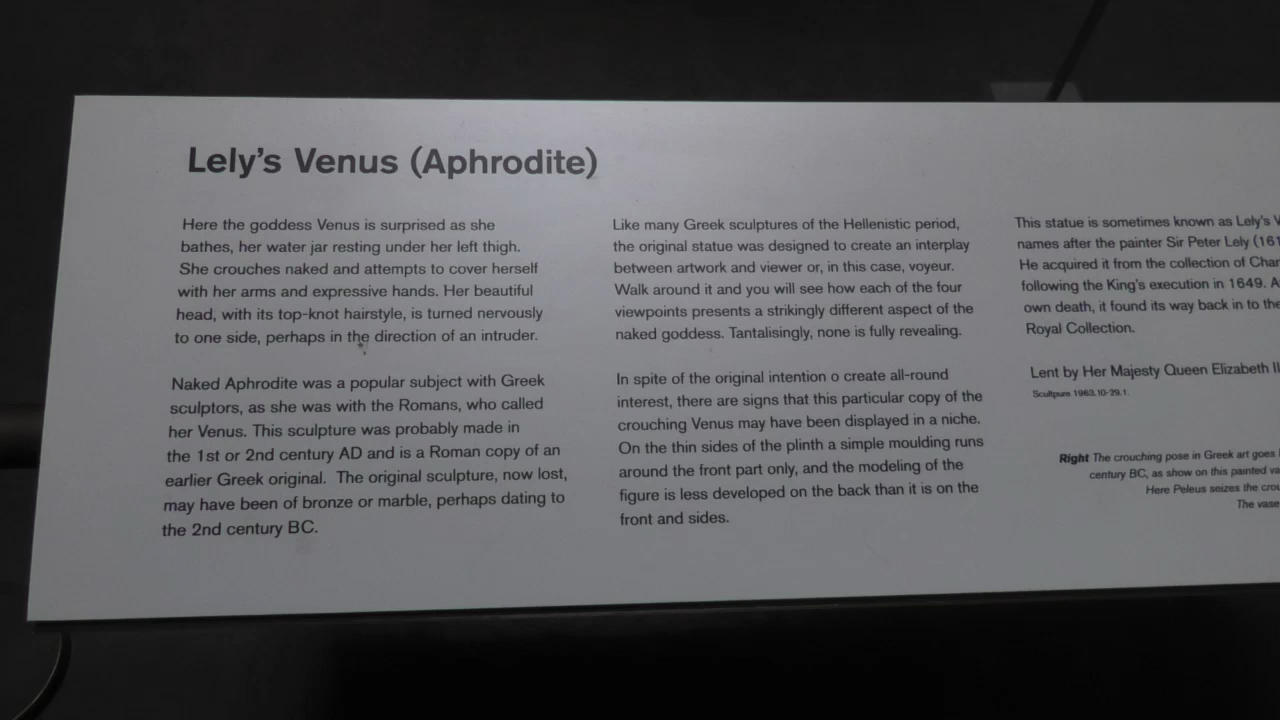 Lely's Venus (Aphrodite)
Here the goddess Venus is surprised as she
bathes, her water jar resting under her left thigh.
She crouches naked and attempts to cover herself
with her arms and expressive hands. Her beautiful
head, with its top-knot hairstyle, is turned nervously
to one side, perhaps in the direction of an intruder.
Naked Aphrodite was a popular subject with Greek
sculptors, as she was with the Romans, who called
her Venus. This sculpture was probably made in
the 1st or 2nd century AD and is a Roman copy of an
earlier Greek original. The original sculpture, now lost,
may have been of bronze or marble, perhaps dating to
the 2nd century BC.
Like many Greek sculptures of the Hellenistic period,
the original statue was designed to create an interplay
between artwork and viewer or, in this case, voyeur.
Walk around it and you will see how each of the four
viewpoints presents a strikingly different aspect of the
naked goddess. Tantalisingly, none is fully revealing.
In spite of the original intention o create all-round
interest, there are signs that this particular copy of the
crouching Venus may have been displayed in a niche.
On the thin sides of the plinth a simple moulding runs
around the front part only, and the modeling of the
figure is less developed on the back than it is on the
front and sides.
This statue is sometimes known as Lely's V
names after the painter Sir Peter Lely (161
He acquired it from the collection of Char
following the King's execution in 1649. A
own death, it found its way back in to the
Royal Collection.
Lent by Her Majesty Queen Elizabeth II
Scultpure 1963.10-29.1.
Right The crouching pose in Greek art goes
century BC, as show on this painted va
Here Peleus seizes the crou
The vase